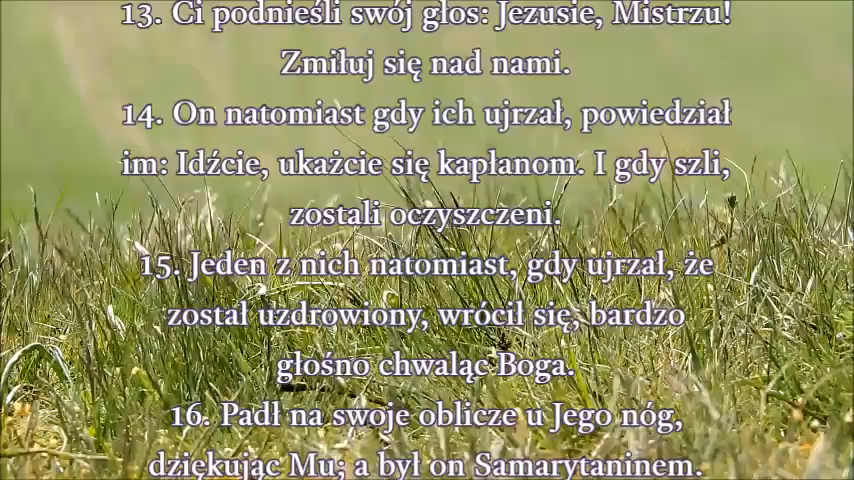 13. Ci podnieśli swój głos: Jezusie, Mistrzu!
Zmiłuj się nad nami.
14. On natomiast gdy ich ujrzał, powiedział
im: Idźcie, ukażcie się kapłanom. I gdy szli,
zostali oczyszczeni.
15. Jeden z nich natomiast, gdy ujrzał, że
został uzdrowiony, wrócił się, bardzo
głośno chwaląc Boga.
16. Padł na swoje oblicze u Jego nóg,
dziękując Mu; a był on Samarytaninem.